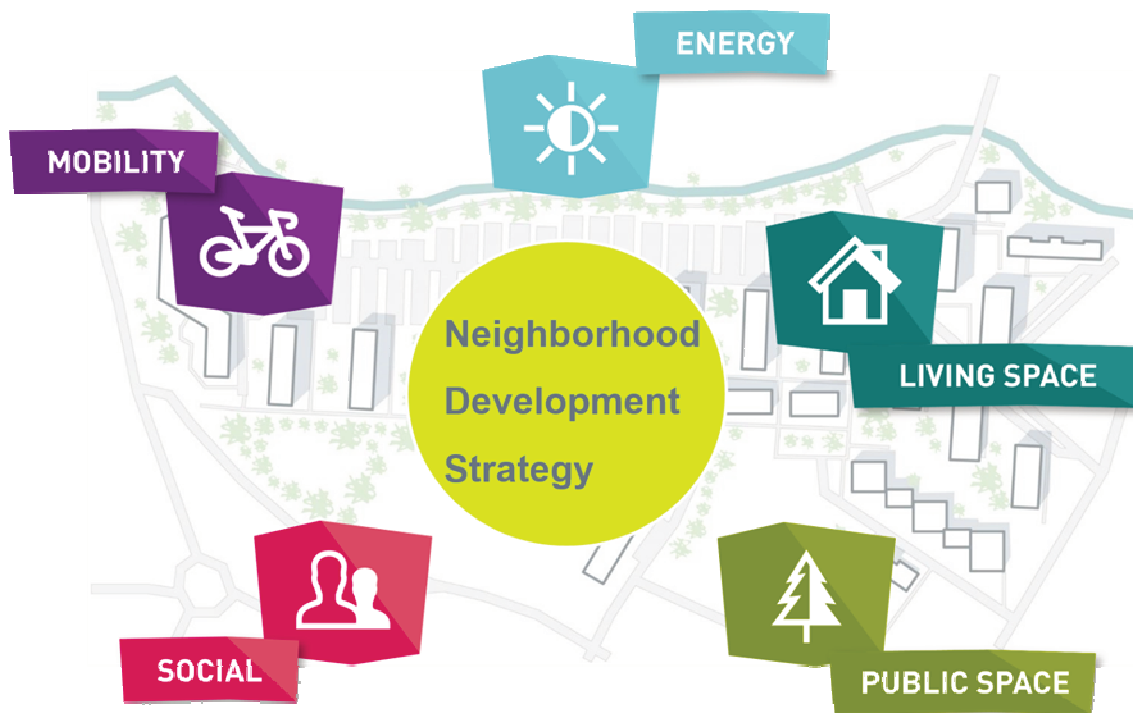 ENERGY
MOBILITY
Neighborhood
Development
Strategy
LIVING SPACE
SOCIAL
PUBLIC SPACE